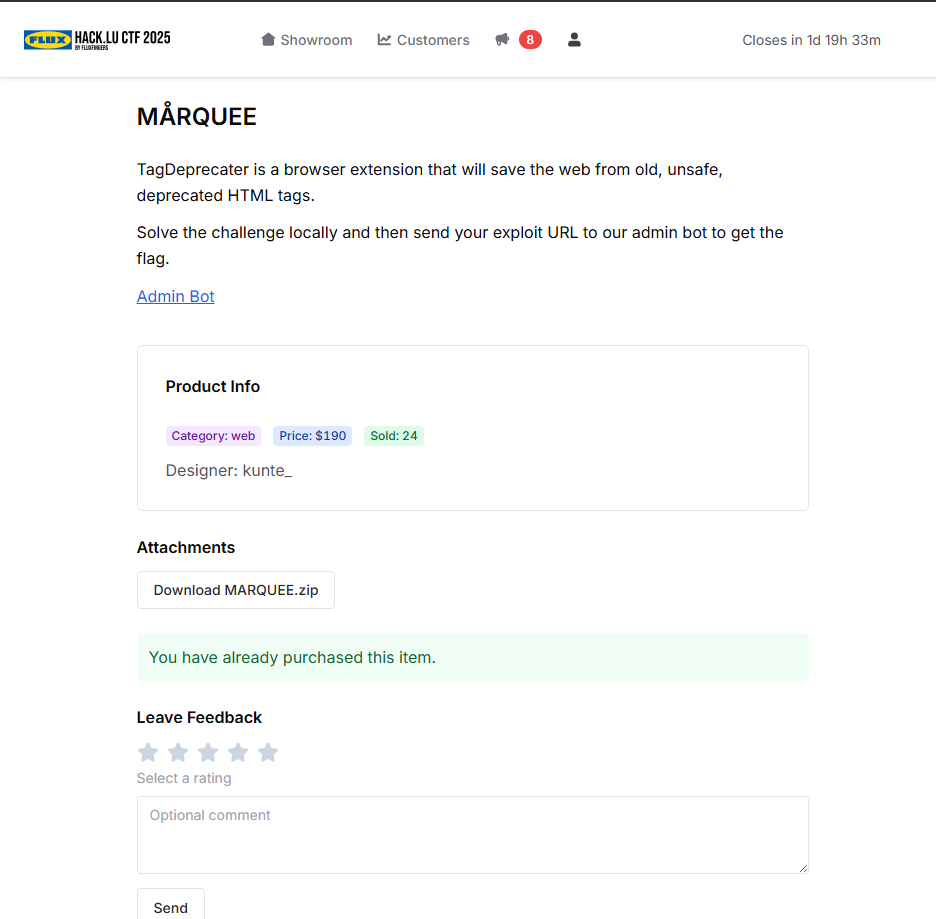 FLUX HACK.LU CTF 2025
BY FLUXFINGERS
Showroom Customers 8 Closes in 1d 19h 33m
MÅRQUEE
TagDeprecater is a browser extension that will save the web from old, unsafe,
deprecated HTML tags.
Solve the challenge locally and then send your exploit URL to our admin bot to get the
flag.
Admin Bot
Product Info
Category: web Price: $190 Sold: 24
Designer: kunte_
Attachments
Download MARQUEE.zip
You have already purchased this item.
Leave Feedback
Select a rating
Optional comment
Send